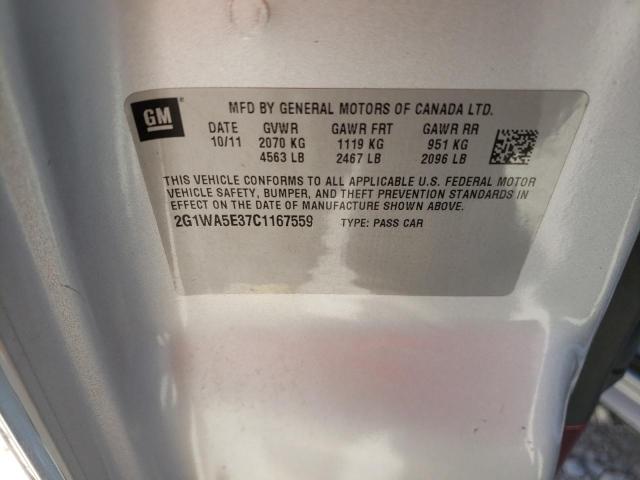 GM
MFD BY GENERAL MOTORS OF CANADA LTD.
DATE GVWR GAWR FRT GAWR RR
10/11 2070 KG 1119 KG 951 KG
4563 LB 2467 LB 2096 LB
THIS VEHICLE CONFORMS TO ALL APPLICABLE U.S. FEDERAL MOTOR
VEHICLE SAFETY, BUMPER, AND THEFT PREVENTION STANDARDS IN
EFFECT ON THE DATE OF MANUFACTURE SHOWN ABOVE.
2G1WA5E37C1167559 TYPE: PASS CAR